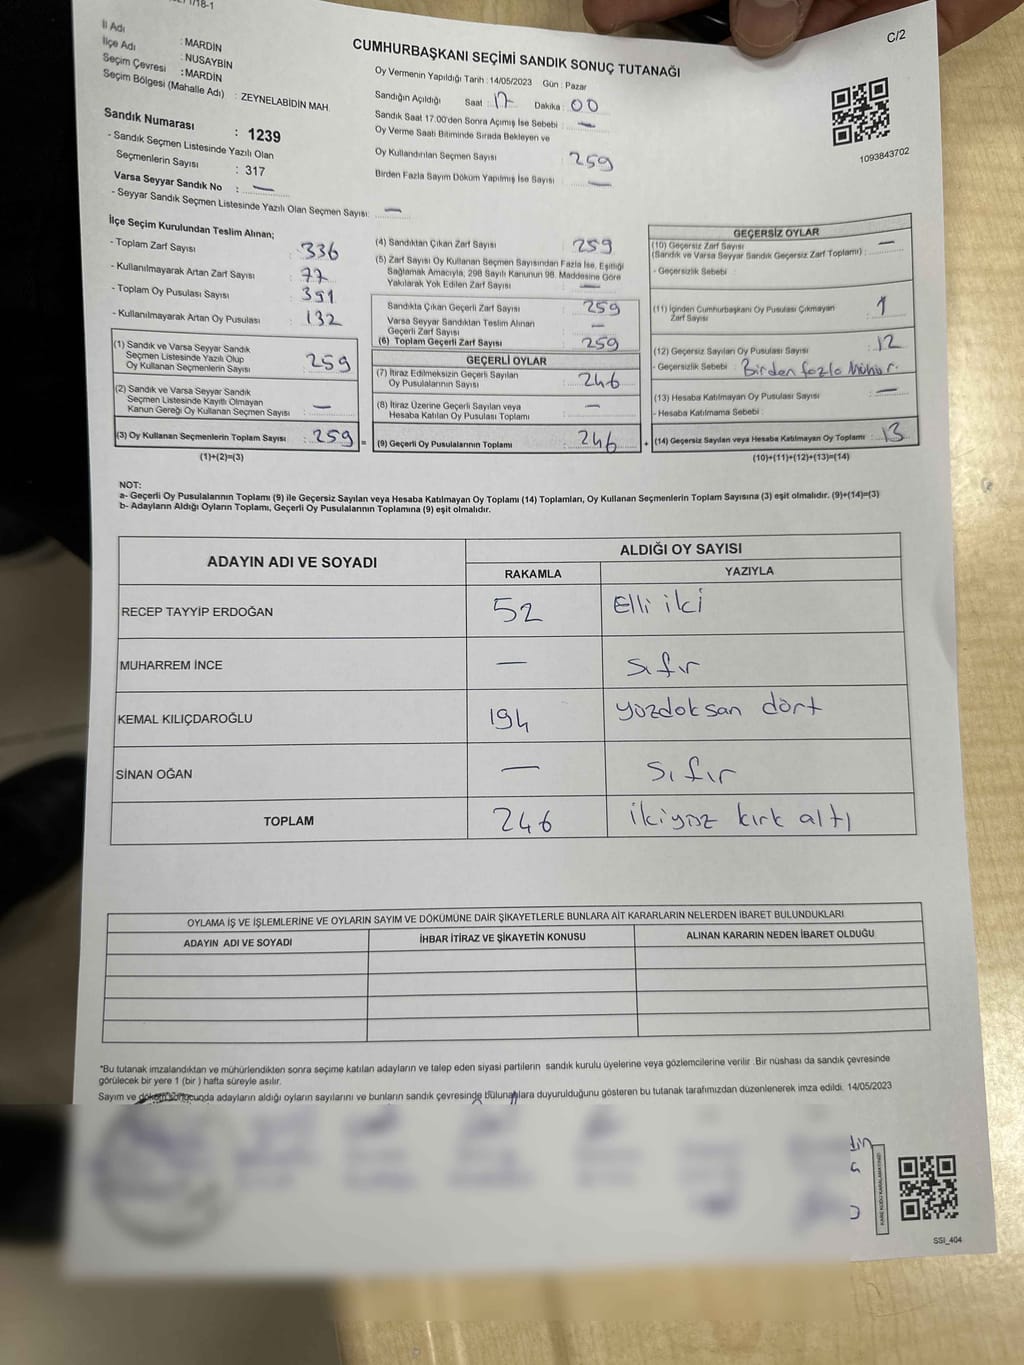 /18-1
C/2
İl Adı : MARDİN
İlçe Adı : NUSAYBİN
Seçim Çevresi : MARDİN
Seçim Bölgesi (Mahalle Adı) : ZEYNELABİDİN MAH.
CUMHURBAŞKANI SEÇİMİ SANDIK SONUÇ TUTANAĞI
Oy Vermenin Yapıldığı Tarih : 14/05/2023 Gün : Pazar
Sandığın Açıldığı Saat : 17 Dakika : 00
Sandık Saat 17:00'den Sonra Açımış İse Sebebi : —
Oy Verme Saati Bitiminde Sırada Bekleyen ve
Oy Kullandırılan Seçmen Sayısı 259
Birden Fazla Sayım Döküm Yapılmış İse Sayısı : —
1093843702
Sandık Numarası : 1239
- Sandık Seçmen Listesinde Yazılı Olan
Seçmenlerin Sayısı : 317
Varsa Seyyar Sandık No : —
- Seyyar Sandık Seçmen Listesinde Yazılı Olan Seçmen Sayısı: —
İlçe Seçim Kurulundan Teslim Alınan;
- Toplam Zarf Sayısı : 336
- Kullanılmayarak Artan Zarf Sayısı : 77
- Toplam Oy Pusulası Sayısı : 391
- Kullanılmayarak Artan Oy Pusulası : 132
(1) Sandık ve Varsa Seyyar Sandık
Seçmen Listesinde Yazılı Olup
Oy Kullanan Seçmenlerin Sayısı : 259
(2) Sandık ve Varsa Seyyar Sandık
Seçmen Listesinde Kayıtlı Olmayan
Kanun Gereği Oy Kullanan Seçmen Sayısı : —
(3) Oy Kullanan Seçmenlerin Toplam Sayısı : 259 =
(1)+(2)=(3)
(4) Sandıktan Çıkan Zarf Sayısı : 259
(5) Zarf Sayısı Oy Kullanan Seçmen Sayısından Fazla İse, Eşitliği
Sağlamak Amacıyla, 298 Sayılı Kanunun 98. Maddesine Göre
Yakılarak Yok Edilen Zarf Sayısı : —
Sandıkta Çıkan Geçerli Zarf Sayısı : 259
Varsa Seyyar Sandıktan Teslim Alınan
Geçerli Zarf Sayısı : —
(6) Toplam Geçerli Zarf Sayısı : 259
GEÇERLİ OYLAR
(7) İtiraz Edilmeksizin Geçerli Sayılan
Oy Pusulalarının Sayısı : 246
(8) İtiraz Üzerine Geçerli Sayılan veya
Hesaba Katılan Oy Pusulası Toplamı : —
(9) Geçerli Oy Pusulalarının Toplamı : 246 +
GEÇERSİZ OYLAR
(10) Geçersiz Zarf Sayısı
(Sandık ve Varsa Seyyar Sandık Geçersiz Zarf Toplamı) : —
- Geçersizlik Sebebi :
(11) İçinden Cumhurbaşkanı Oy Pusulası Çıkmayan
Zarf Sayısı : 1
(12) Geçersiz Sayılan Oy Pusulası Sayısı : 12
- Geçersizlik Sebebi : Birden fazla Mühür.
(13) Hesaba Katılmayan Oy Pusulası Sayısı : —
- Hesaba Katılmama Sebebi :
(14) Geçersiz Sayılan veya Hesaba Katılmayan Oy Toplamı : 13
(10)+(11)+(12)+(13)=(14)
NOT:
a- Geçerli Oy Pusulalarının Toplamı (9) ile Geçersiz Sayılan veya Hesaba Katılmayan Oy Toplamı (14) Toplamları, Oy Kullanan Seçmenlerin Toplam Sayısına (3) eşit olmalıdır. (9)+(14)=(3)
b- Adayların Aldığı Oyların Toplamı, Geçerli Oy Pusulalarının Toplamına (9) eşit olmalıdır.
ADAYIN ADI VE SOYADI ALDIĞI OY SAYISI
RAKAMLA YAZIYLA
RECEP TAYYİP ERDOĞAN 52 Elli iki
MUHARREM İNCE — Sıfır
KEMAL KILIÇDAROĞLU 194 yüzdoksan dört
SİNAN OĞAN — Sıfır
TOPLAM 246 ikiyüz kırk altı
OYLAMA İŞ VE İŞLEMLERİNE VE OYLARIN SAYIM VE DÖKÜMÜNE DAİR ŞİKAYETLERLE BUNLARA AİT KARARLARIN NELERDEN İBARET BULUNDUKLARI
ADAYIN ADI VE SOYADI İHBAR İTİRAZ VE ŞİKAYETİN KONUSU ALINAN KARARIN NEDEN İBARET OLDUĞU
*Bu tutanak imzalandıktan ve mühürlendikten sonra seçime katılan adayların ve talep eden siyasi partilerin sandık kurulu üyelerine veya gözlemcilerine verilir .Bir nüshası da sandık çevresinde
görülecek bir yere 1 (bir ) hafta süreyle asılır.
Sayım ve döküm sonucunda adayların aldığı oyların sayılarını ve bunların sandık çevresinde bulunanlara duyurulduğunu gösteren bu tutanak tarafımızdan düzenlenerek imza edildi. 14/05/2023
KARE KODU KARALAMAYINIZ!
SSİ_404